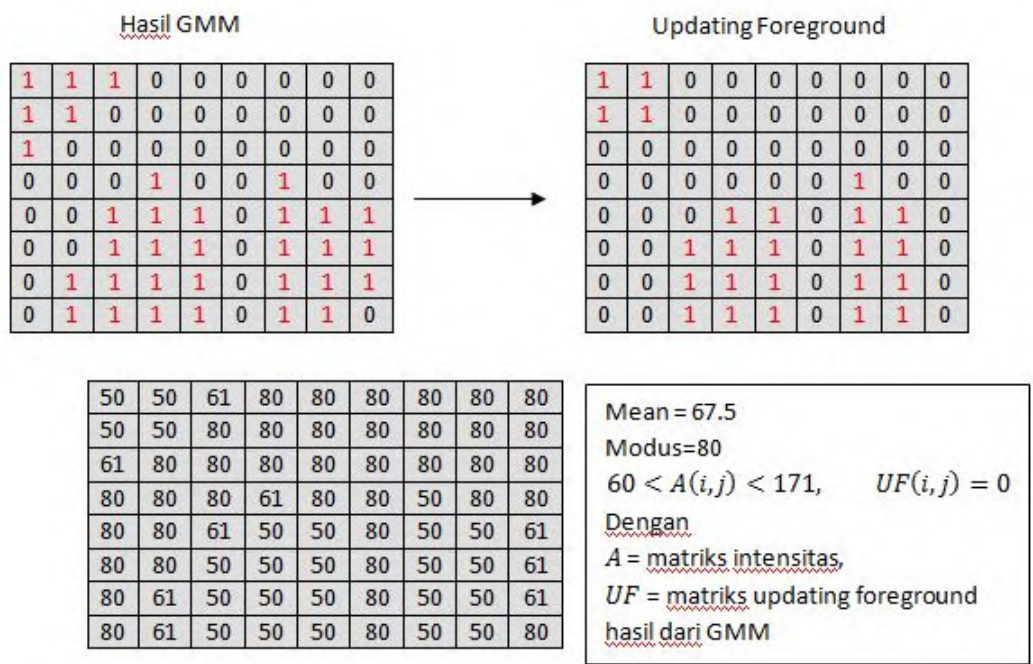 Hasil GMM
Updating Foreground
1 1 1 0 0 0 0 0 0
1 1 0 0 0 0 0 0 0
1 0 0 0 0 0 0 0 0
0 0 0 1 0 0 1 0 0
0 0 1 1 1 0 1 1 1
0 0 1 1 1 0 1 1 1
0 1 1 1 1 0 1 1 1
0 1 1 1 1 0 1 1 0
1 1 0 0 0 0 0 0 0
1 1 0 0 0 0 0 0 0
0 0 0 0 0 0 0 0 0
0 0 0 0 0 0 1 0 0
0 0 0 1 1 0 1 1 0
0 0 1 1 1 0 1 1 0
0 0 1 1 1 0 1 1 0
0 0 1 1 1 0 1 1 0
50 50 61 80 80 80 80 80 80
50 50 80 80 80 80 80 80 80
61 80 80 80 80 80 80 80 80
80 80 80 61 80 80 50 80 80
80 80 61 50 50 80 50 50 61
80 80 50 50 50 80 50 50 61
80 61 50 50 50 80 50 50 61
80 61 50 50 50 80 50 50 80
Mean = 67.5
Modus=80
60 < A(i,j) < 171, UF(i,j) = 0
Dengan
A = matriks intensitas,
UF = matriks updating foreground
hasil dari GMM